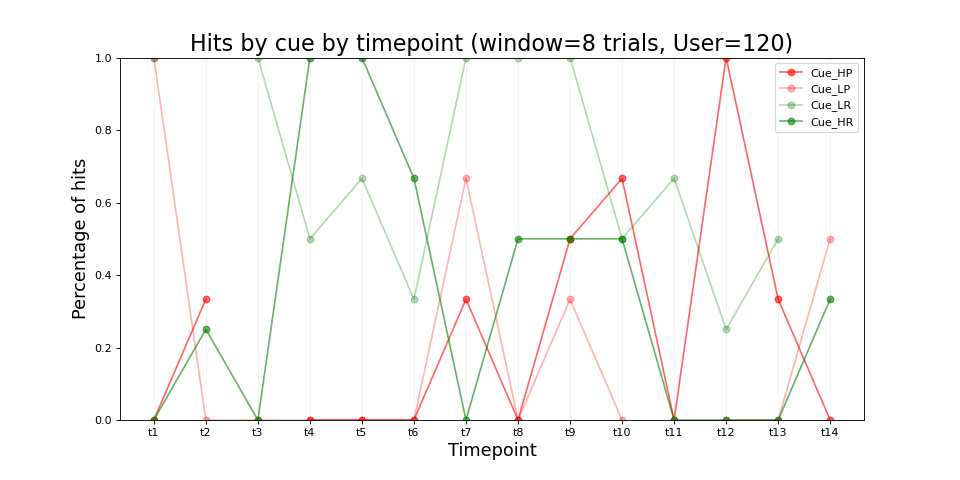 Hits by cue by timepoint (window=8 trials, User=120)
Percentage of hits
1.0
0.8
0.6
0.4
0.2
0.0
Cue_HP
Cue_LP
Cue_LR
Cue_HR
t1 t2 t3 t4 t5 t6 t7 t8 t9 t10 t11 t12 t13 t14
Timepoint